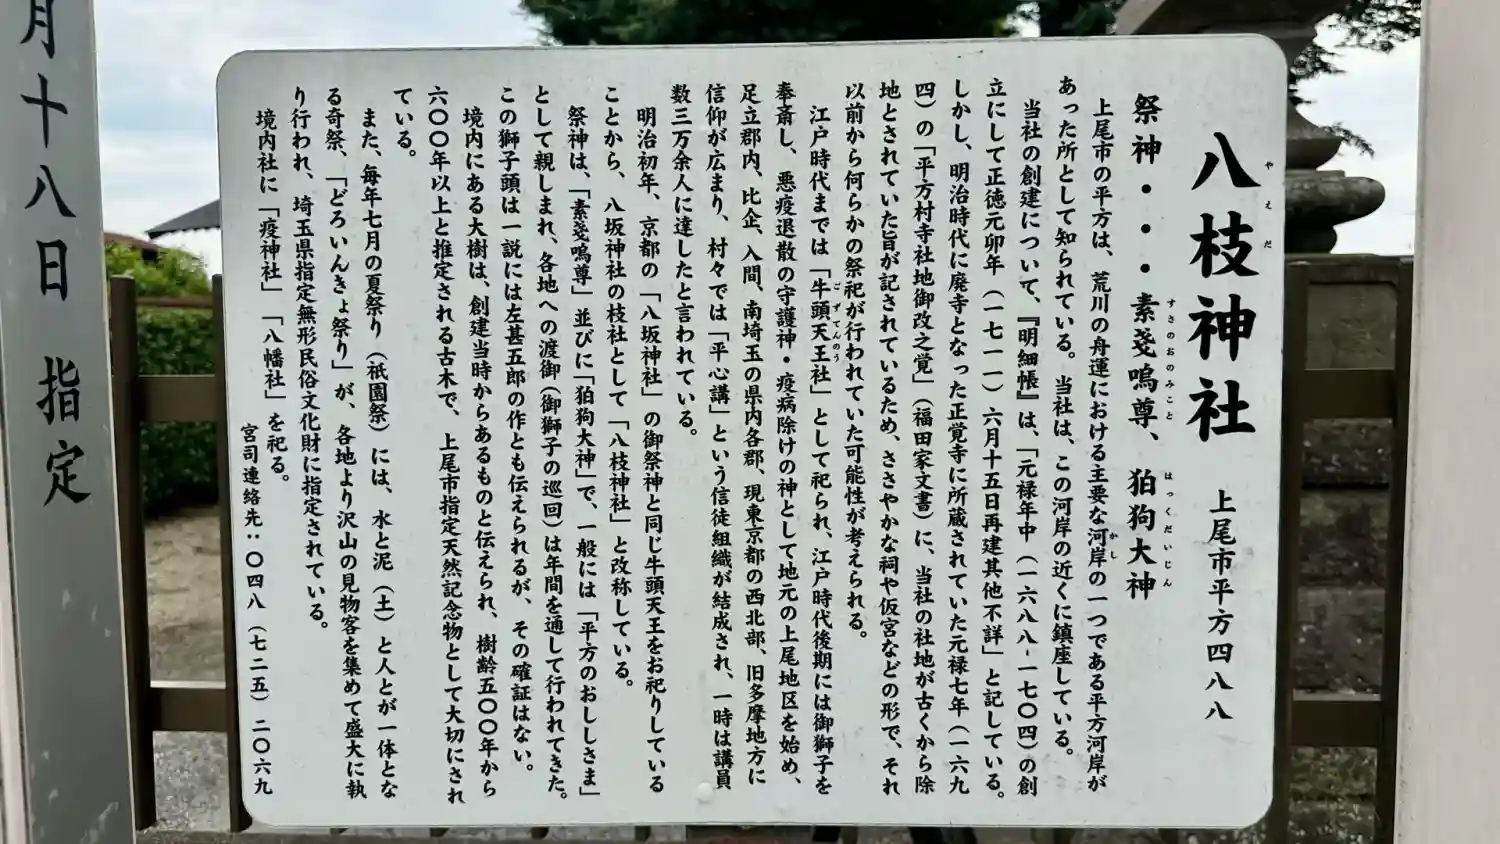 八枝神社 上尾市平方四八八
やえだ
祭神・・・素戔嗚尊、狛狗大神
すさのおのみこと はっくだいじん
上尾市の平方は、荒川の舟運における主要な河岸の一つである平方河岸が
かし
あった所として知られている。当社は、この河岸の近くに鎮座している。
当社の創建について、『明細帳』は、「元禄年中(一六八八-一七〇四)の創
立にして正徳元卯年(一七一一)六月十五日再建其他不詳」と記している。
しかし、明治時代に廃寺となった正覚寺に所蔵されていた元禄七年(一六九
四)の「平方村寺社地御改之覚」(福田家文書)に、当社の社地が古くから除
地とされていた旨が記されているため、ささやかな祠や仮宮などの形で、それ
以前から何らかの祭祀が行われていた可能性が考えられる。
江戸時代までは「牛頭天王社」として祀られ、江戸時代後期には御獅子を
ごずてんのう
奉斎し、悪疫退散の守護神・疫病除けの神として地元の上尾地区を始め、
足立郡内、比企、入間、南埼玉の県内各郡、現東京都の西北部、旧多摩地方に
信仰が広まり、村々では「平心講」という信徒組織が結成され、一時は講員
数三万余人に達したと言われている。
明治初年、京都の「八坂神社」の御祭神と同じ牛頭天王をお祀りしている
ことから、八坂神社の枝社として「八枝神社」と改称している。
祭神は、「素戔嗚尊」並びに「狛狗大神」で、一般には「平方のおししさま」
として親しまれ、各地への渡御(御獅子の巡回)は年間を通して行われてきた。
この獅子頭は一説には左甚五郎の作とも伝えられるが、その確証はない。
境内にある大樹は、創建当時からあるものと伝えられ、樹齢五〇〇年から
六〇〇年以上と推定される古木で、上尾市指定天然記念物として大切にされ
ている。
また、毎年七月の夏祭り(祇園祭)には、水と泥(土)と人とが一体とな
る奇祭、「どろいんきょ祭り」が、各地より沢山の見物客を集めて盛大に執
り行われ、埼玉県指定無形民俗文化財に指定されている。
境内社に「疫神社」「八幡社」を祀る。
宮司連絡先:〇四八(七二五)二〇六九
月十八日 指定